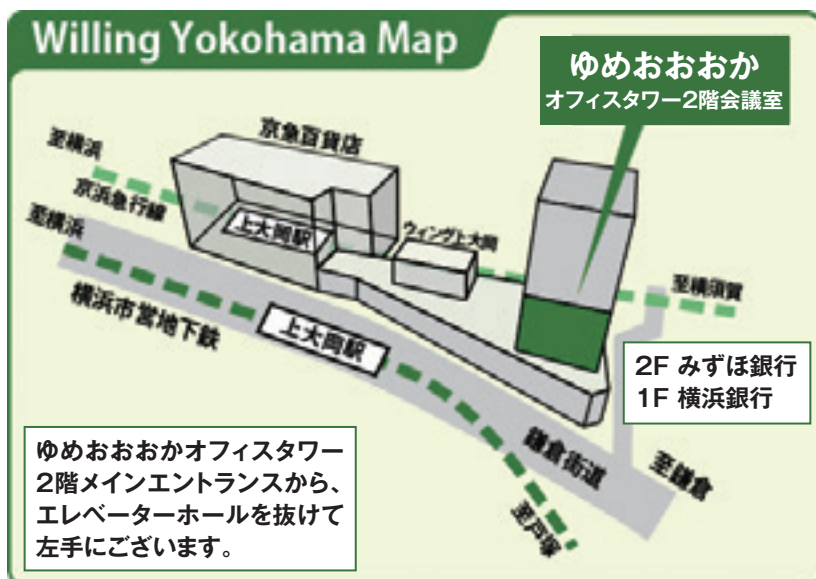 Willing Yokohama Map
ゆめおおおか
オフィスタワー2階会議室
京急百貨店
至横浜
京浜急行線
至横浜
上大岡駅
ウィング上大岡
至横須賀
横浜市営地下鉄
上大岡駅
2F みずほ銀行
1F 横浜銀行
鎌倉街道
至鎌倉
至戸塚
ゆめおおおかオフィスタワー
2階メインエントランスから、
エレベーターホールを抜けて
左手にございます。